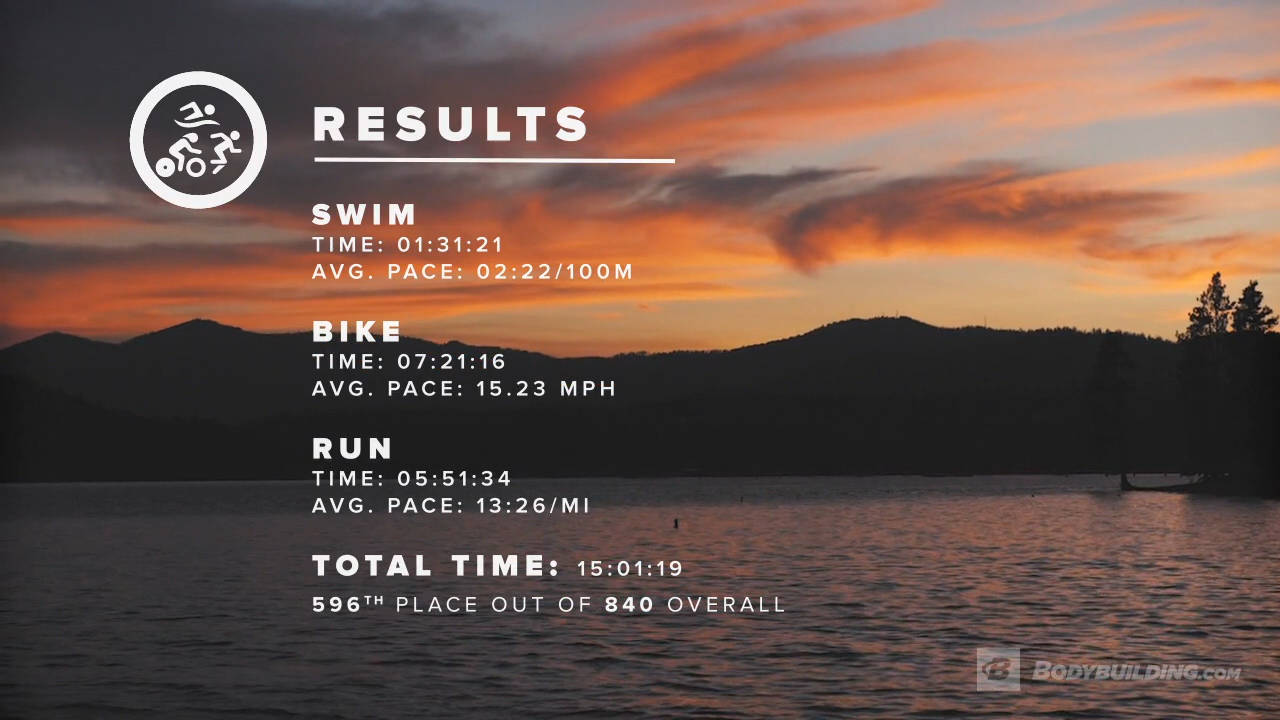 RESULTS
SWIM
TIME: 01:31:21
AVG. PACE: 02:22/100M
BIKE
TIME: 07:21:16
AVG. PACE: 15.23 MPH
RUN
TIME: 05:51:34
AVG. PACE: 13:26/MI
TOTAL TIME: 15:01:19
596TH PLACE OUT OF 840 OVERALL
B BODYBUILDING.COM